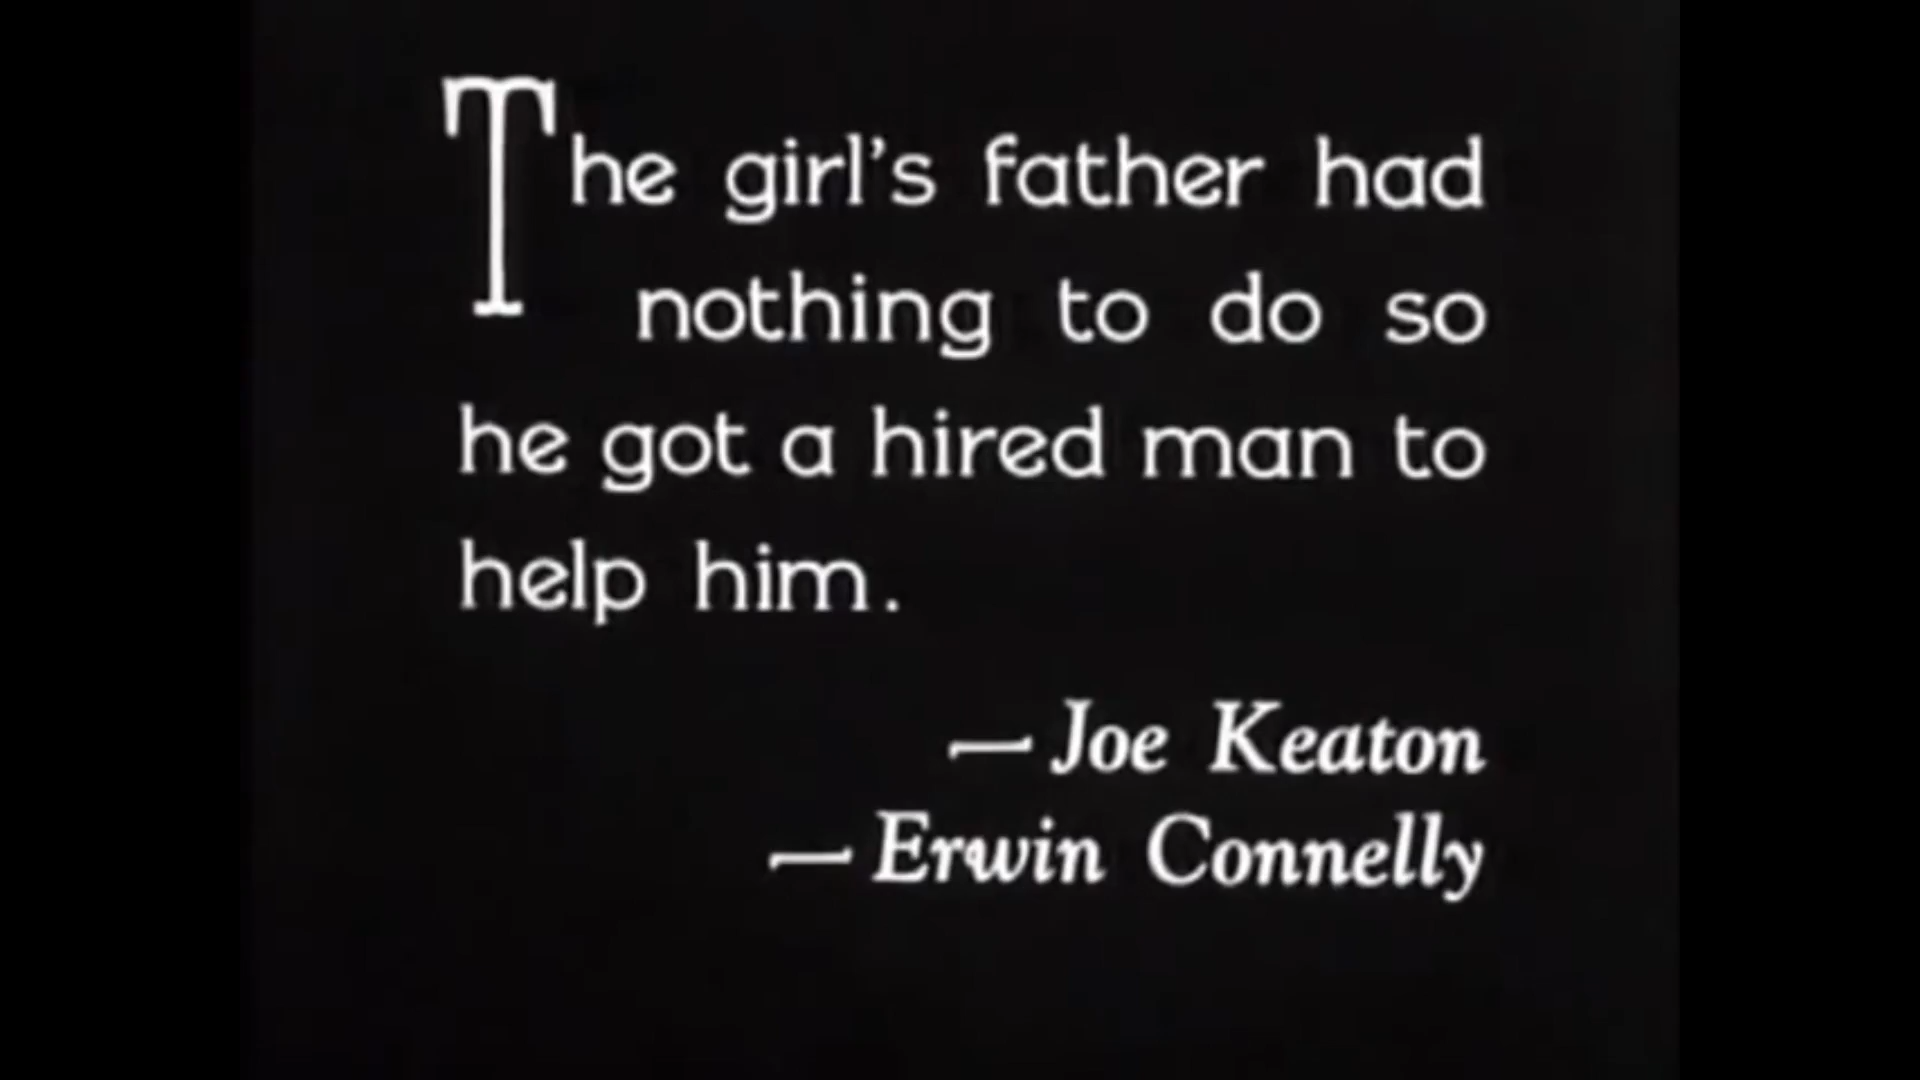 The girl's father had
nothing to do so
he got a hired man to
help him.
— Joe Keaton
— Erwin Connelly